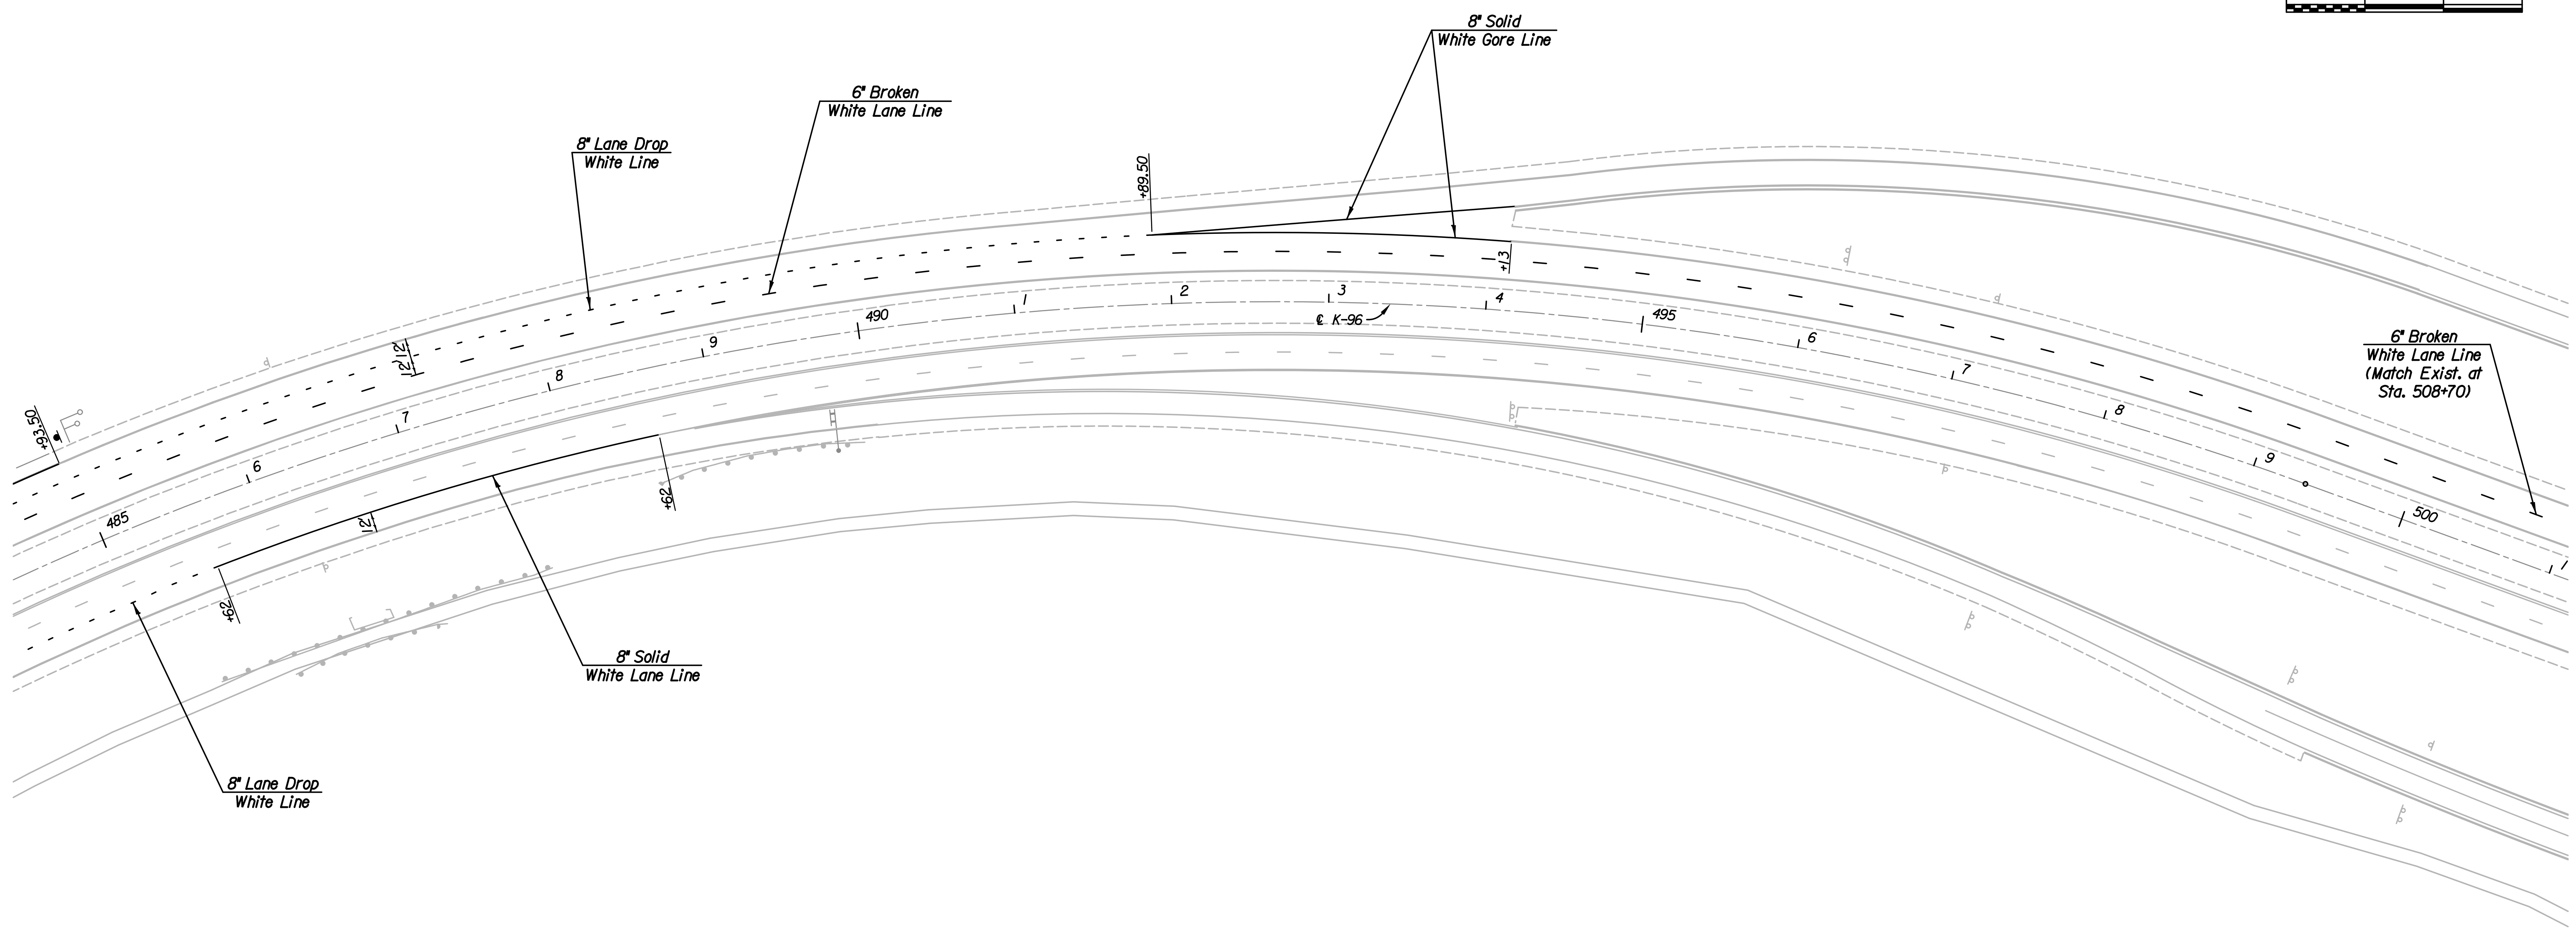 8" Solid
White Gore Line
6" Broken
White Lane Line
8" Lane Drop
White Line
+89.50
+13
12'
12'
+93.50
485
6
7
8
9
490
1
2
3
4
495
6
7
8
9
500
1
℄ K-96
6" Broken
White Lane Line
(Match Exist. at
Sta. 508+70)
+62
12'
+62
8" Solid
White Lane Line
8" Lane Drop
White Line